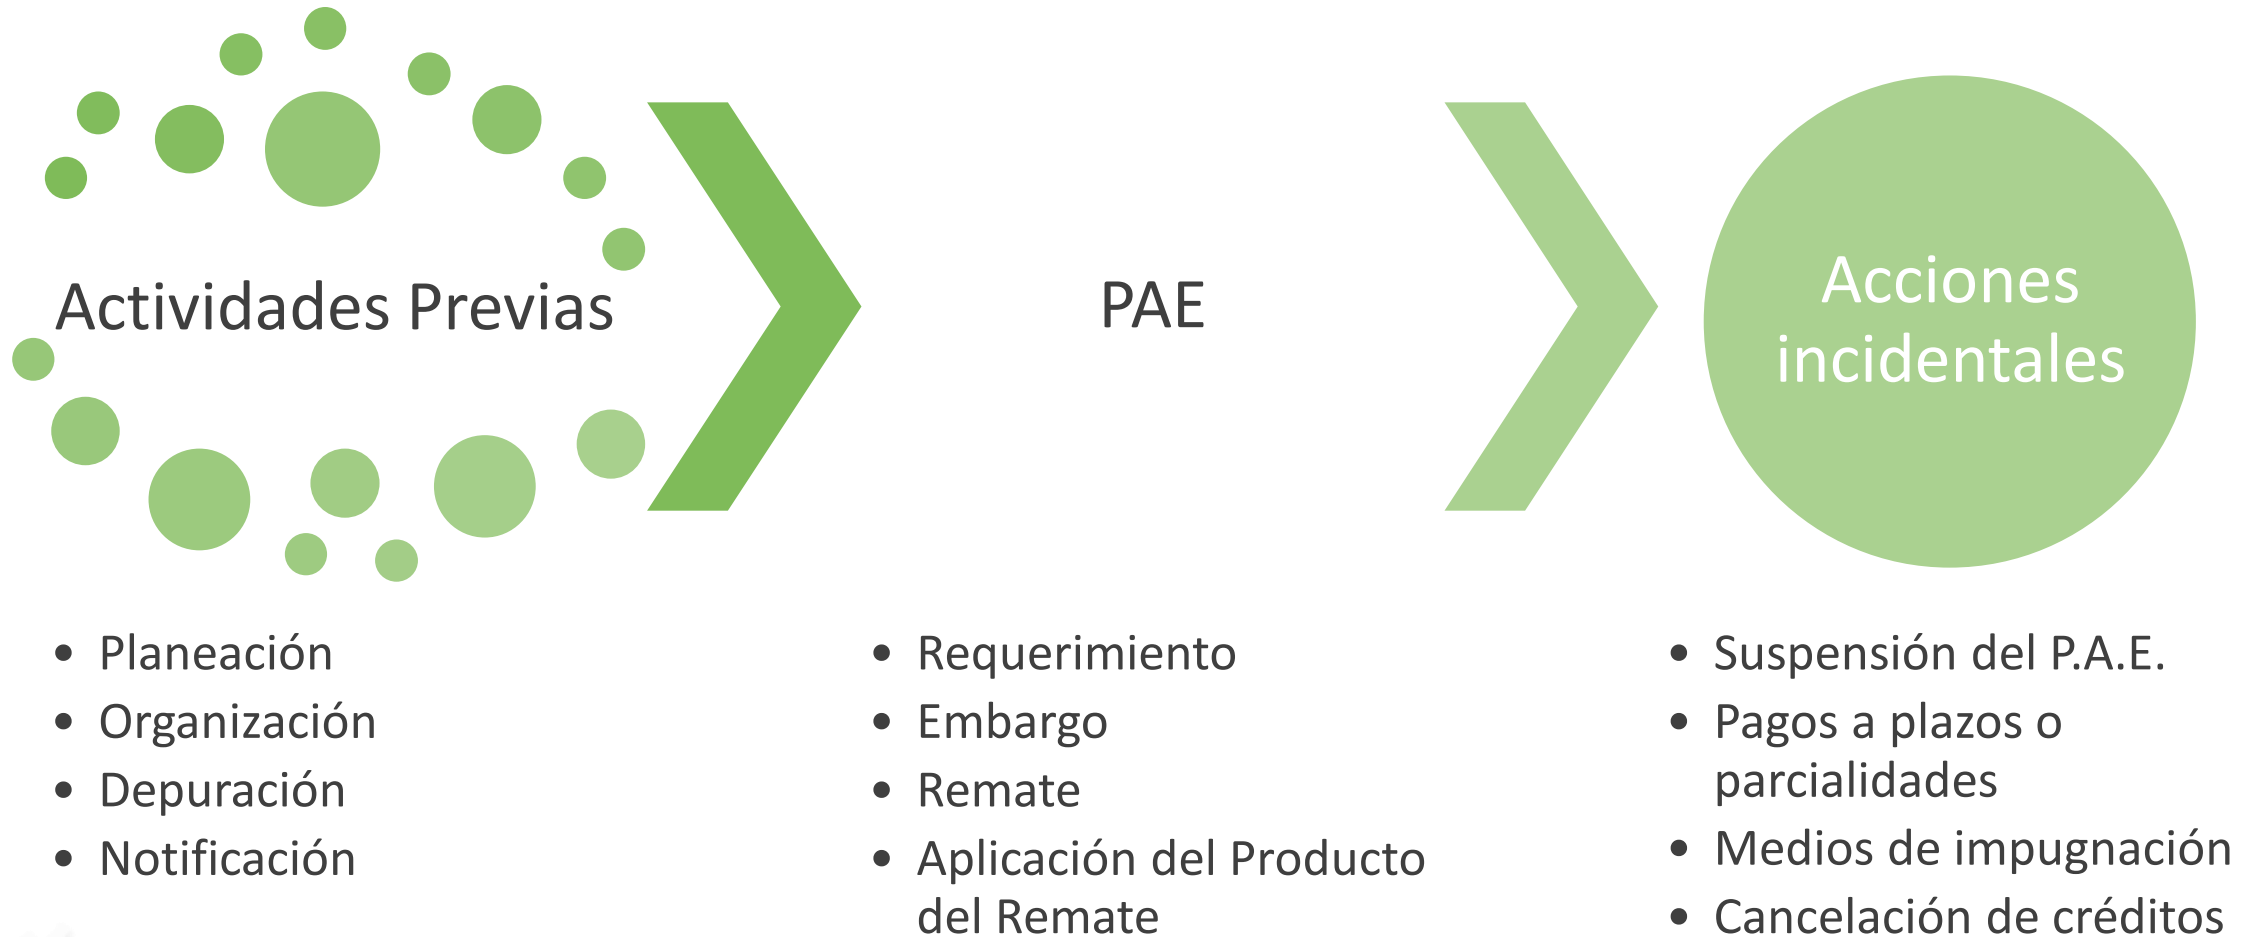 Actividades Previas
• Planeación
• Organización
• Depuración
• Notificación
PAE
• Requerimiento
• Embargo
• Remate
• Aplicación del Producto
del Remate
Acciones
incidentales
• Suspensión del P.A.E.
• Pagos a plazos o
parcialidades
• Medios de impugnación
• Cancelación de créditos